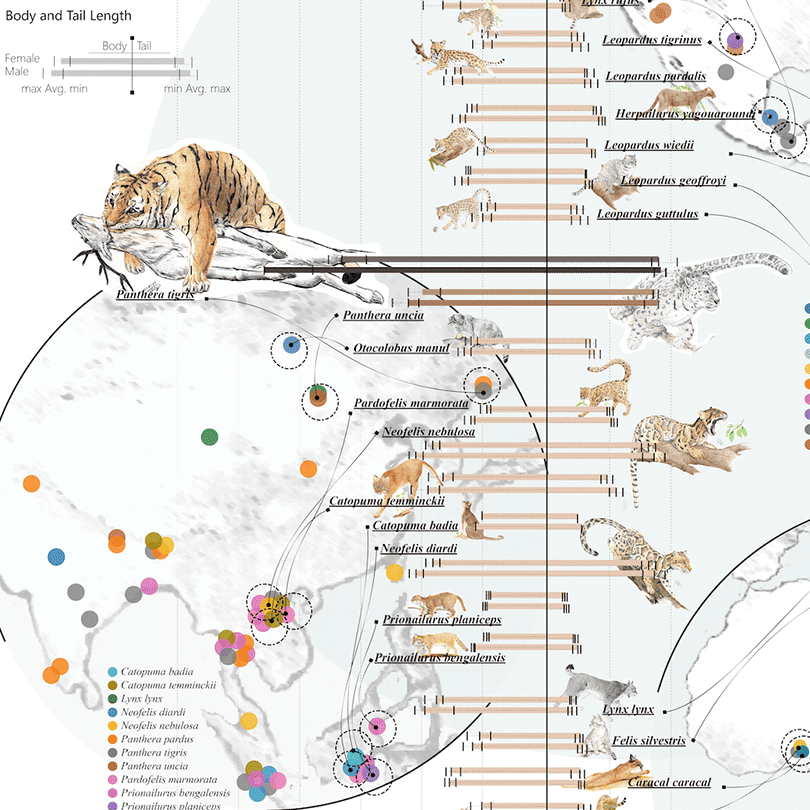 Body and Tail Length
Body Tail
Female
Male
max Avg. min min Avg. max
Lynx rufus
Leopardus tigrinus
Leopardus pardalis
Herpailurus yagouaroundi
Leopardus wiedii
Leopardus geoffroyi
Leopardus guttulus
Panthera tigris
Panthera uncia
Otocolobus manul
Pardofelis marmorata
Neofelis nebulosa
Catopuma temminckii
Catopuma badia
Neofelis diardi
Prionailurus planiceps
Prionailurus bengalensis
Lynx lynx
Felis silvestris
Caracal caracal
Catopuma badia
Catopuma temminckii
Lynx lynx
Neofelis diardi
Neofelis nebulosa
Panthera pardus
Panthera tigris
Panthera uncia
Pardofelis marmorata
Prionailurus bengalensis
Prionailurus planiceps